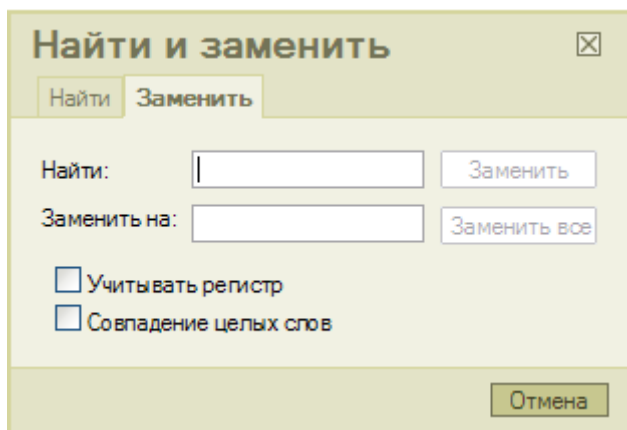 Найти и заменить
Найти Заменить
Найти: Заменить
Заменить на: Заменить все
Учитывать регистр
Совпадение целых слов
Отмена